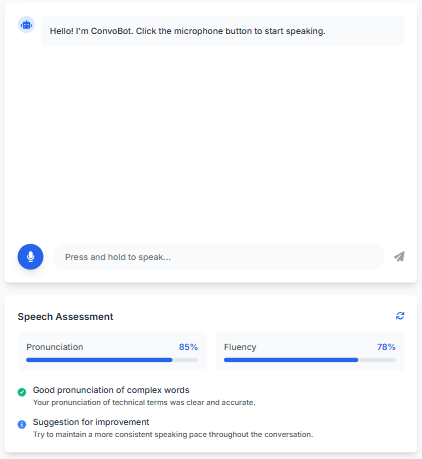 Hello! I'm ConvoBot. Click the microphone button to start speaking.
Press and hold to speak...
Speech Assessment
Pronunciation 85%
Fluency 78%
Good pronunciation of complex words
Your pronunciation of technical terms was clear and accurate.
Suggestion for improvement
Try to maintain a more consistent speaking pace throughout the conversation.